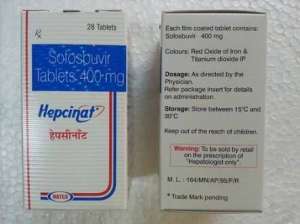 28 Tablets
Rx
Sofosbuvir
Tablets 400 mg
Hepcinat*
हेपसीनॉट
NATCO
Each film coated tablet contains:
Sofosbuvir 400 mg
Colours: Red Oxide of Iron &
Titanium dioxide IP
Dosage: As directed by the
Physician.
Refer package insert for details
on administration.
Storage: Store between 15°C and
30°C
Keep out of the reach of children.
Warning: To be sold by retail
on the prescription of
"Hepatologist only"
M. L. : 164/MN/AP/95/F/R
* Trade Mark pending